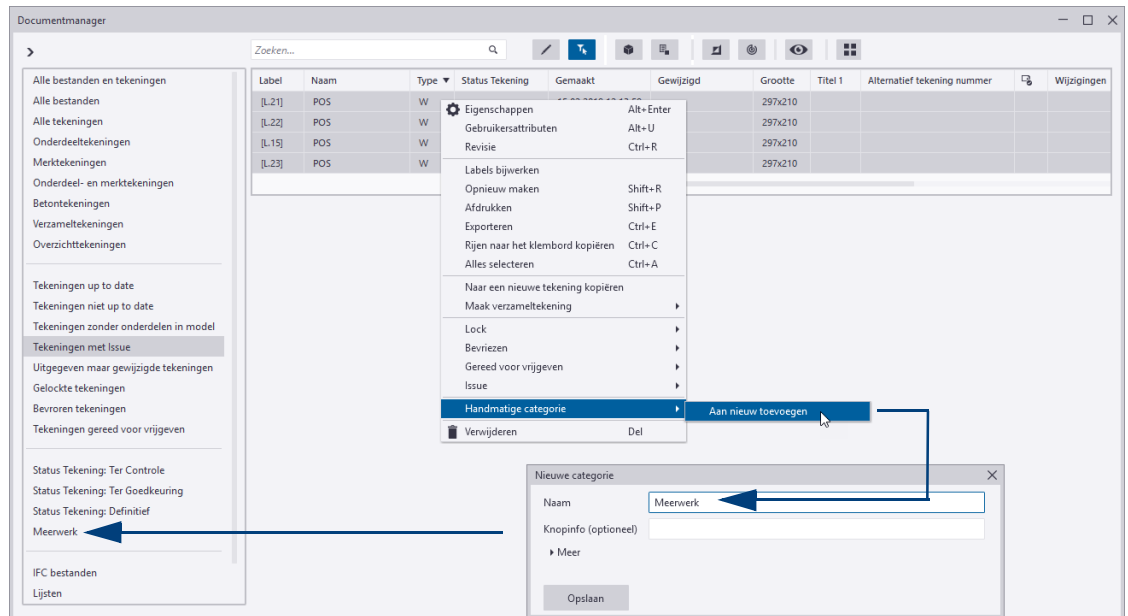 Documentmanager
Zoeken...
Alle bestanden en tekeningen
Alle bestanden
Alle tekeningen
Onderdeeltekeningen
Merktekeningen
Onderdeel- en merktekeningen
Betontekeningen
Verzameltekeningen
Overzichttekeningen
Tekeningen up to date
Tekeningen niet up to date
Tekeningen zonder onderdelen in model
Tekeningen met Issue
Uitgegeven maar gewijzigde tekeningen
Gelockte tekeningen
Bevroren tekeningen
Tekeningen gereed voor vrijgeven
Status Tekening: Ter Controle
Status Tekening: Ter Goedkeuring
Status Tekening: Definitief
Meerwerk
IFC bestanden
Lijsten
Label Naam Type Status Tekening Gemaakt Gewijzigd Grootte Titel 1 Alternatief tekening nummer Wijzigingen
[L.21] POS W 297x210
[L.22] POS W 297x210
[L.15] POS W 297x210
[L.23] POS W 297x210
Eigenschappen Alt+Enter
Gebruikersattributen Alt+U
Revisie Ctrl+R
Labels bijwerken
Opnieuw maken Shift+R
Afdrukken Shift+P
Exporteren Ctrl+E
Rijen naar het klembord kopiëren Ctrl+C
Alles selecteren Ctrl+A
Naar een nieuwe tekening kopiëren
Maak verzameltekening
Lock
Bevriezen
Gereed voor vrijgeven
Issue
Handmatige categorie
Aan nieuw toevoegen
Verwijderen Del
Nieuwe categorie
Naam Meerwerk
Knopinfo (optioneel)
Meer
Opslaan